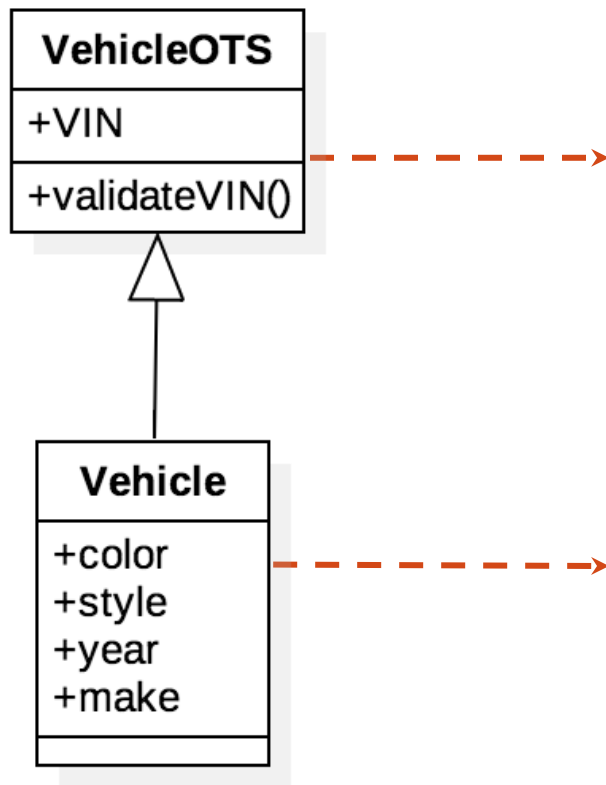 VehicleOTS
+VIN
+validateVIN()
Vehicle
+color
+style
+year
+make